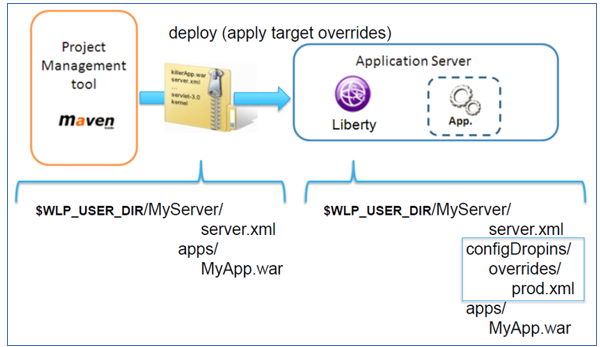 deploy (apply target overrides)
Project
Management
tool
maven
killerApp.war
server.xml
...
servlet-3.0
kernel
Application Server
Liberty
App.
$WLP_USER_DIR/MyServer/
server.xml
apps/
MyApp.war
$WLP_USER_DIR/MyServer/
server.xml
configDropins/
overrides/
prod.xml
apps/
MyApp.war